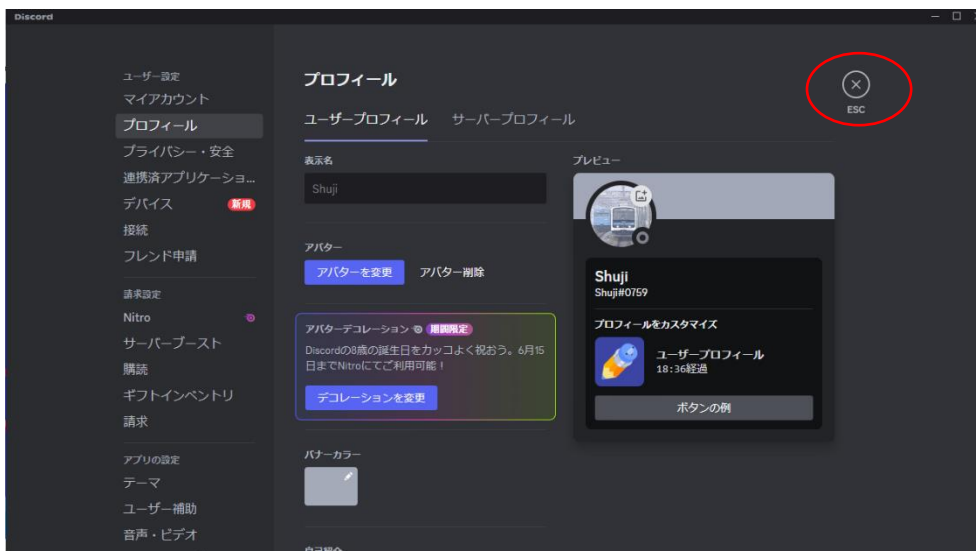 Discord
ユーザー設定
マイアカウント
プロフィール
プライバシー・安全
連携済アプリケーショ...
デバイス 新規
接続
フレンド申請
請求設定
Nitro
サーバーブースト
購読
ギフトインベントリ
請求
アプリの設定
テーマ
ユーザー補助
音声・ビデオ
プロフィール
ユーザープロフィール サーバープロフィール
表示名
Shuji
アバター
アバターを変更 アバター削除
アバターデコレーション 期間限定
Discordの8歳の誕生日をカッコよく祝おう。6月15
日までNitroにてご利用可能！
デコレーションを変更
バナーカラー
自己紹介
プレビュー
Shuji
Shuji#0759
プロフィールをカスタマイズ
ユーザープロフィール
18:36経過
ボタンの例
ESC